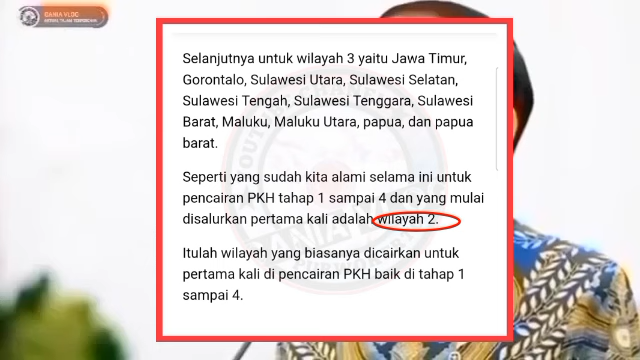 DANIA VLOG
Selanjutnya untuk wilayah 3 yaitu Jawa Timur,
Gorontalo, Sulawesi Utara, Sulawesi Selatan,
Sulawesi Tengah, Sulawesi Tenggara, Sulawesi
Barat, Maluku, Maluku Utara, papua, dan papua
barat.
Seperti yang sudah kita alami selama ini untuk
pencairan PKH tahap 1 sampai 4 dan yang mulai
disalurkan pertama kali adalah wilayah 2.
Itulah wilayah yang biasanya dicairkan untuk
pertama kali di pencairan PKH baik di tahap 1
sampai 4.